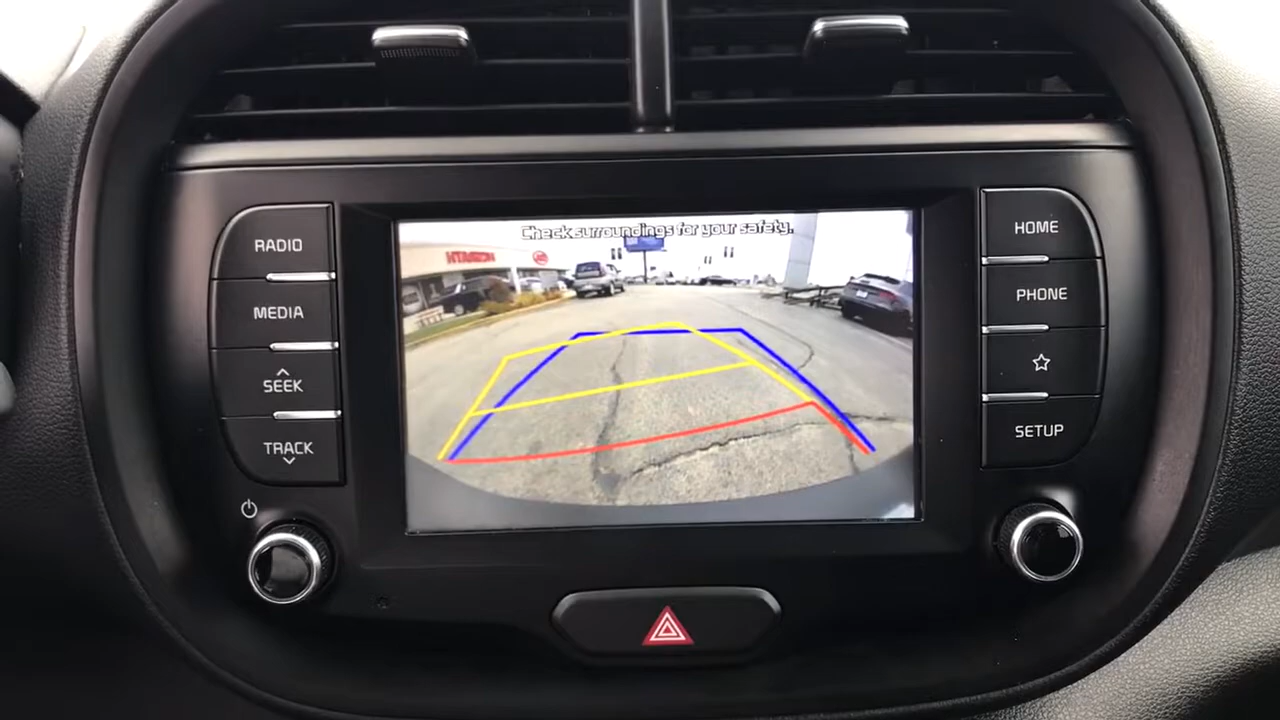 Check surroundings for your safety.
RADIO
MEDIA
SEEK
TRACK
HOME
PHONE
SETUP